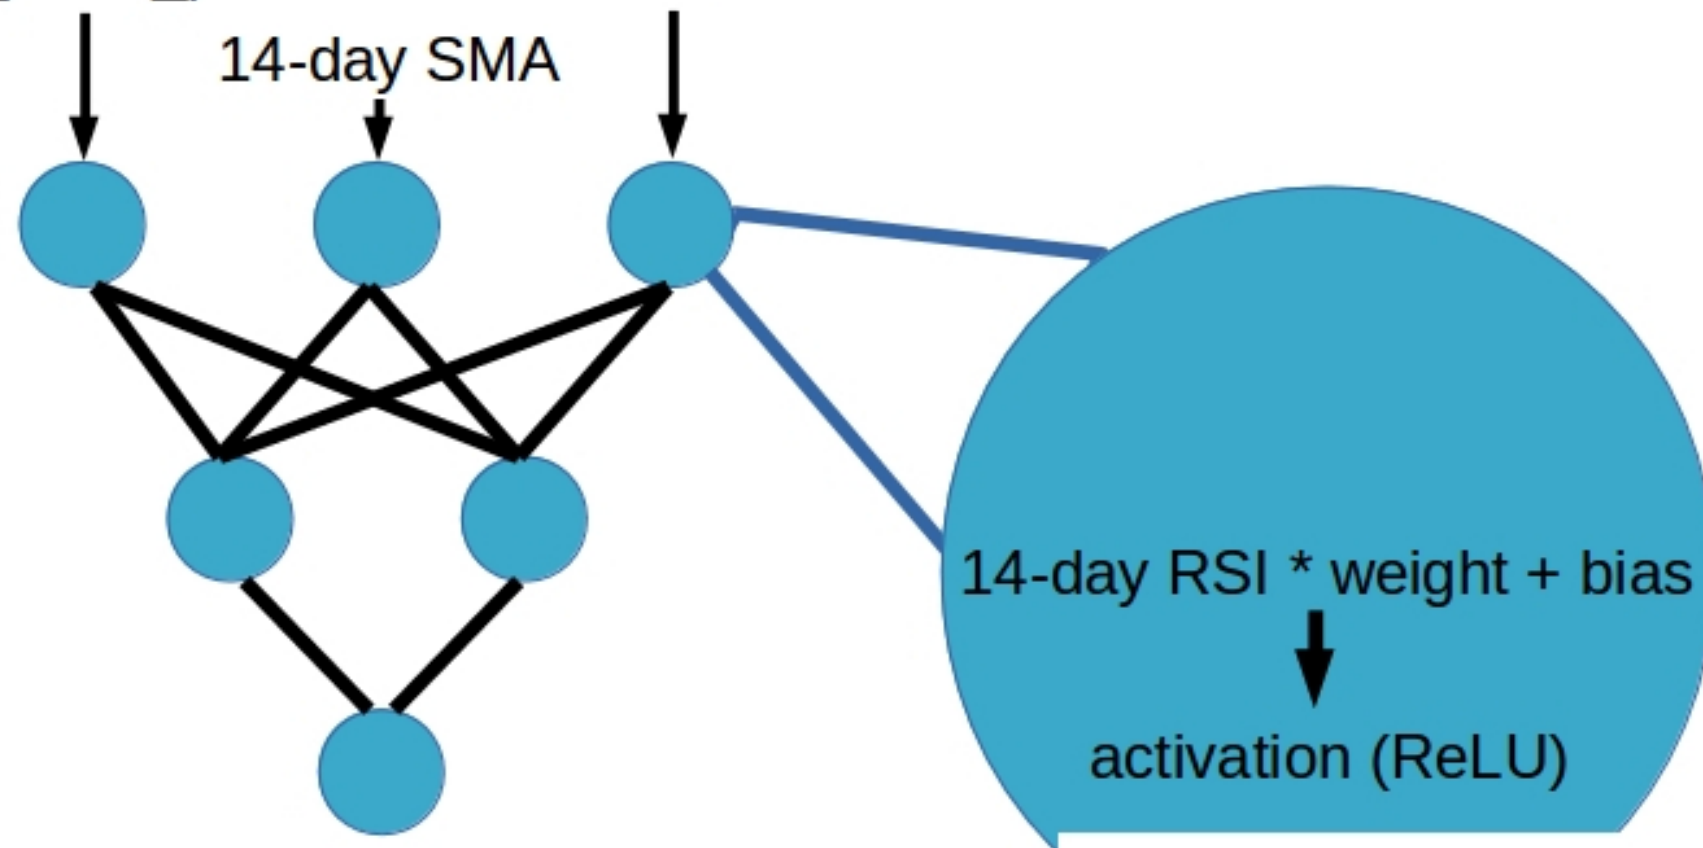 14-day SMA
14-day RSI * weight + bias
activation (ReLU)